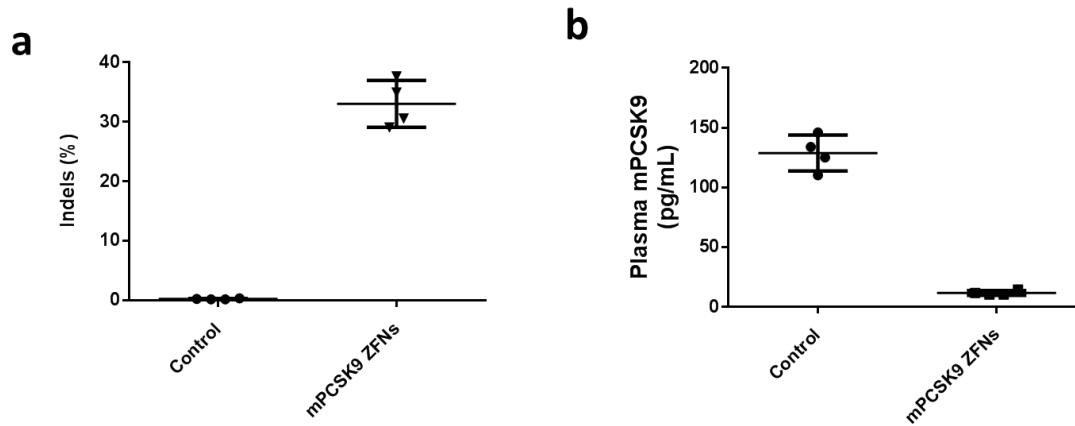 a
Indels (%)
40
30
20
10
0
Control
mPCSK9 ZFNs
b
Plasma mPCSK9
(pg/mL)
200
150
100
50
0
Control
mPCSK9 ZFNs